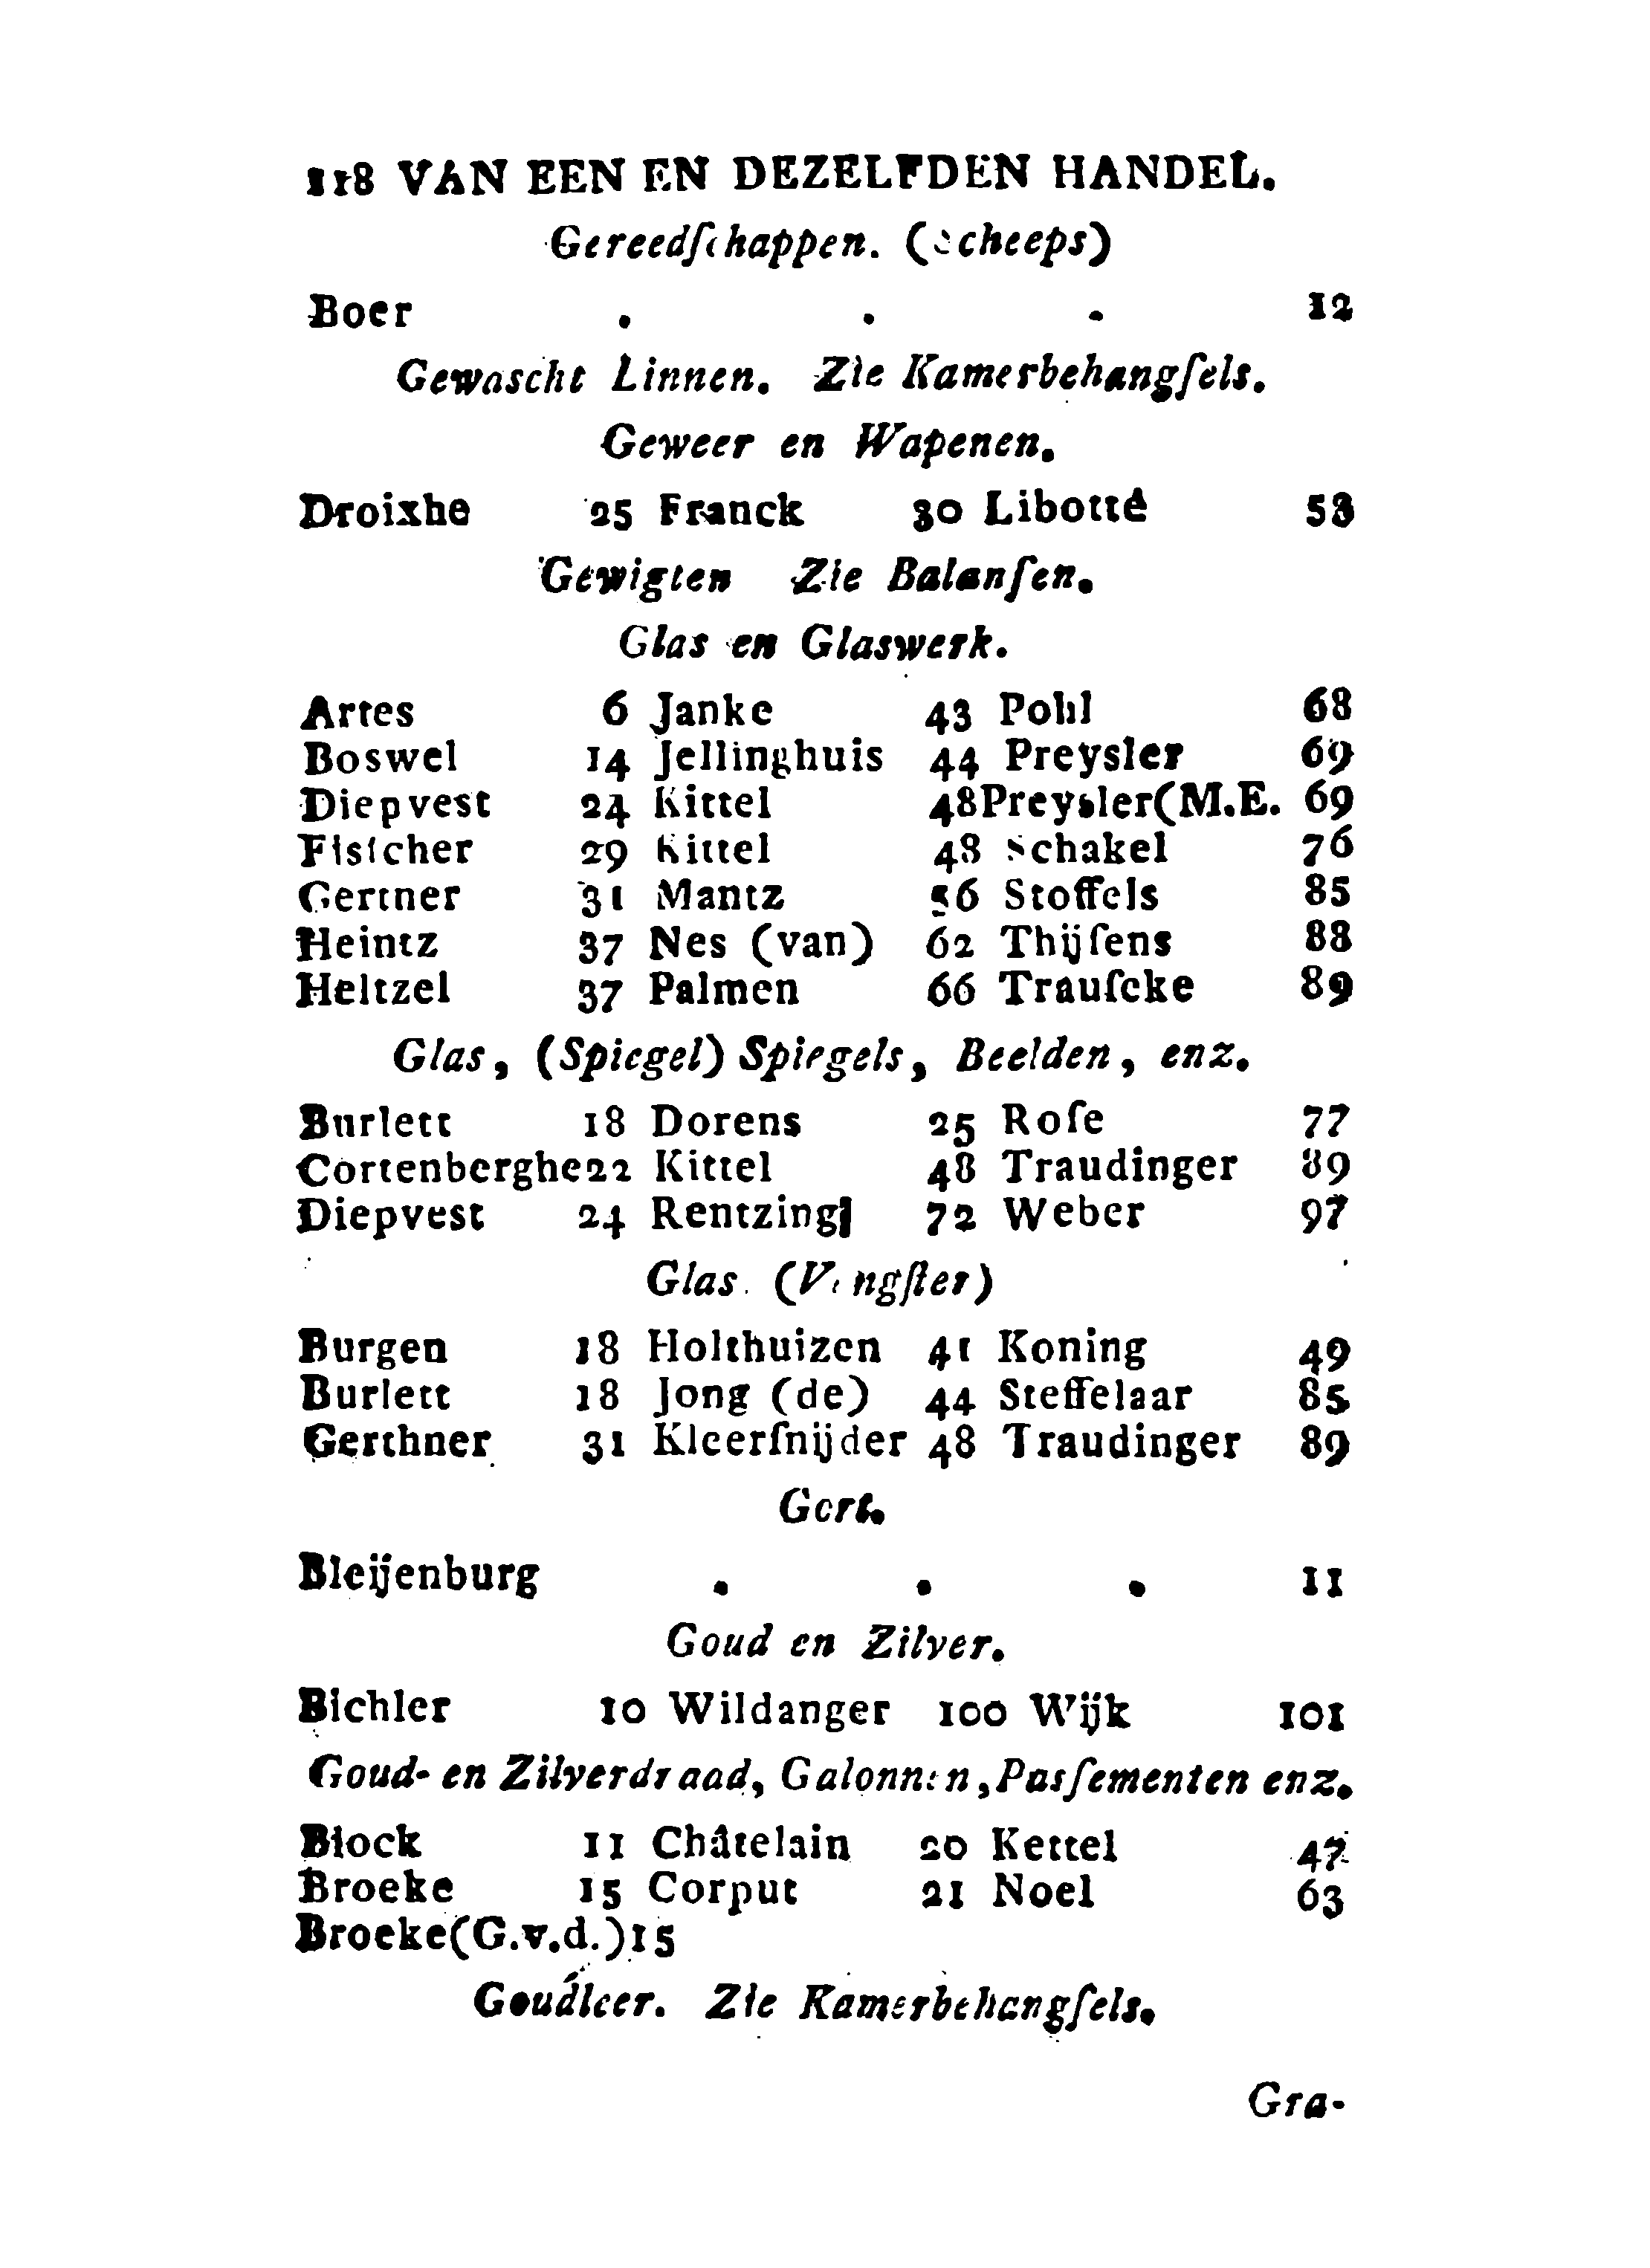 118 VAN EEN EN DEZELFDEN HANDEL.
Gereedſchappen. (Scheeps)
Boer . . . 12
Gewascht Linnen. Zie Kamerbehangſels.
Geweer en Wapenen.
Droixhe 25 Franck 30 Libotté 53
Gewigten Zie Balanſen.
Glas en Glaswerk.
Artes 6 Janke 43 Pohl 68
Boswel 14 Jellinghuis 44 Preysler 69
Diepvest 24 Kittel 48 Preysler(M.E. 69
Fisſcher 29 Kittel 48 Schakel 76
Gertner 31 Mantz 56 Stoffels 85
Heintz 37 Nes (van) 62 Thijſens 88
Heltzel 37 Palmen 66 Trauſcke 89
Glas, (Spiegel) Spiegels, Beelden, enz.
Burlett 18 Dorens 25 Roſe 77
Cortenberghe 22 Kittel 48 Traudinger 89
Diepvest 24 Rentzing 72 Weber 97
Glas. (Vengſter)
Burgen 18 Holthuizen 41 Koning 49
Burlett 18 Jong (de) 44 Steffelaar 85
Gerthner 31 Kleerſnijder 48 Traudinger 89
Gort.
Bleijenburg . . . 11
Goud en Zilver.
Bichler 10 Wildanger 100 Wijk 101
Goud- en Zilverdraad, Galonnen, Pasſementen enz.
Block 11 Châtelain 20 Kettel 47
Broeke 15 Corput 21 Noel 63
Broeke(G.v.d.) 15
Goudleer. Zie Kamerbehangſels.
Gra-